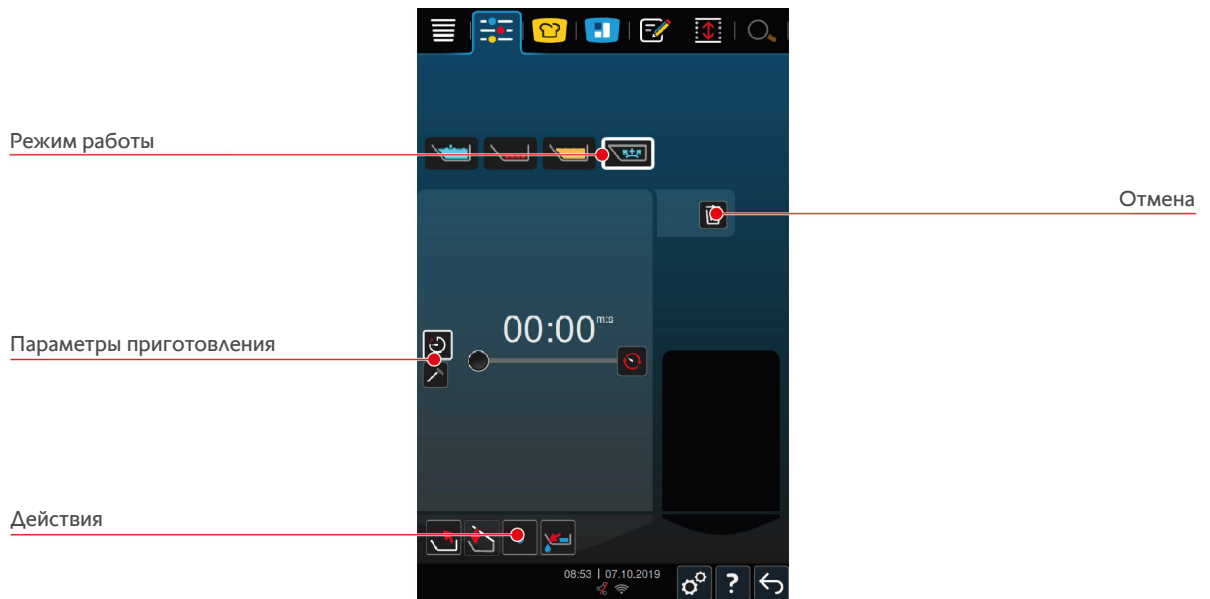 Режим работы
Отмена
00:00 m:s
Параметры приготовления
Действия
08:53 | 07.10.2019
?